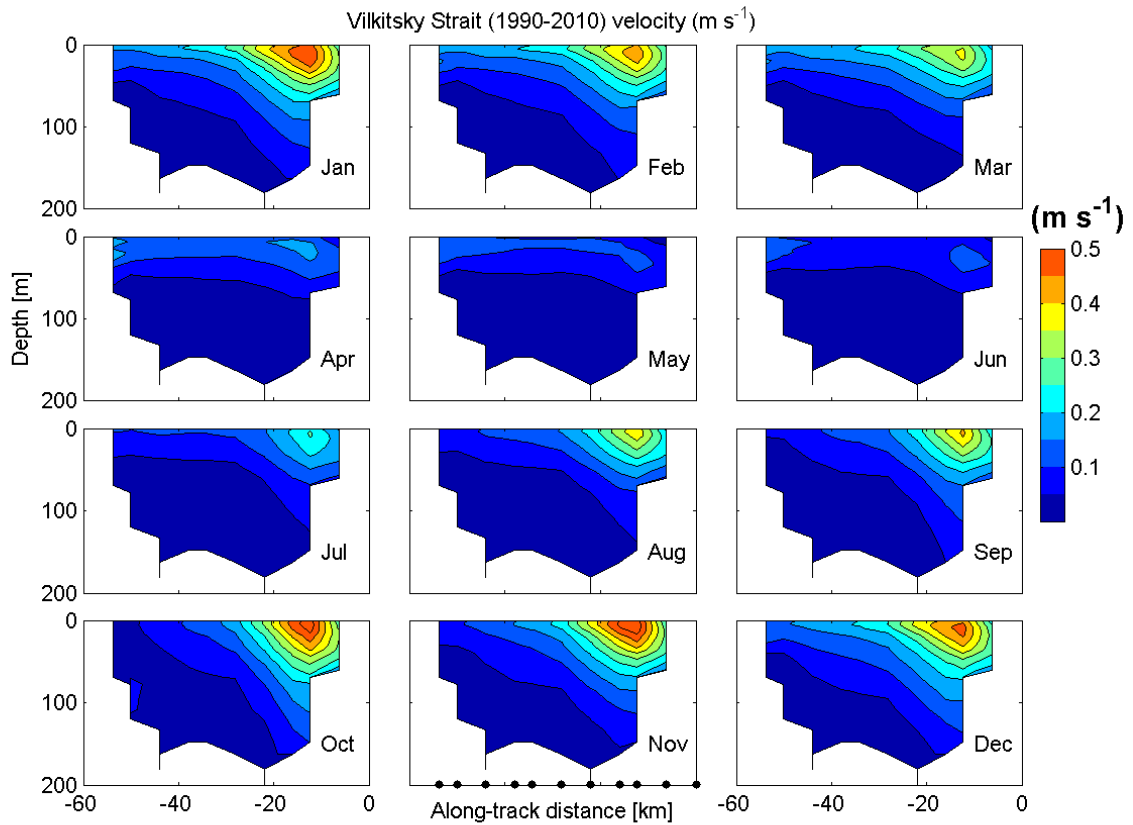 Vilkitsky Strait (1990-2010) velocity (m s⁻¹)
0
100
200
Jan
Feb
Mar
(m s⁻¹)
0
100
200
Depth [m]
Apr
May
Jun
0.5
0.4
0.3
0.2
0.1
0
100
200
Jul
Aug
Sep
0
100
200
Oct
Nov
Dec
-60 -40 -20 0
-60 -40 -20 0
Along-track distance [km]